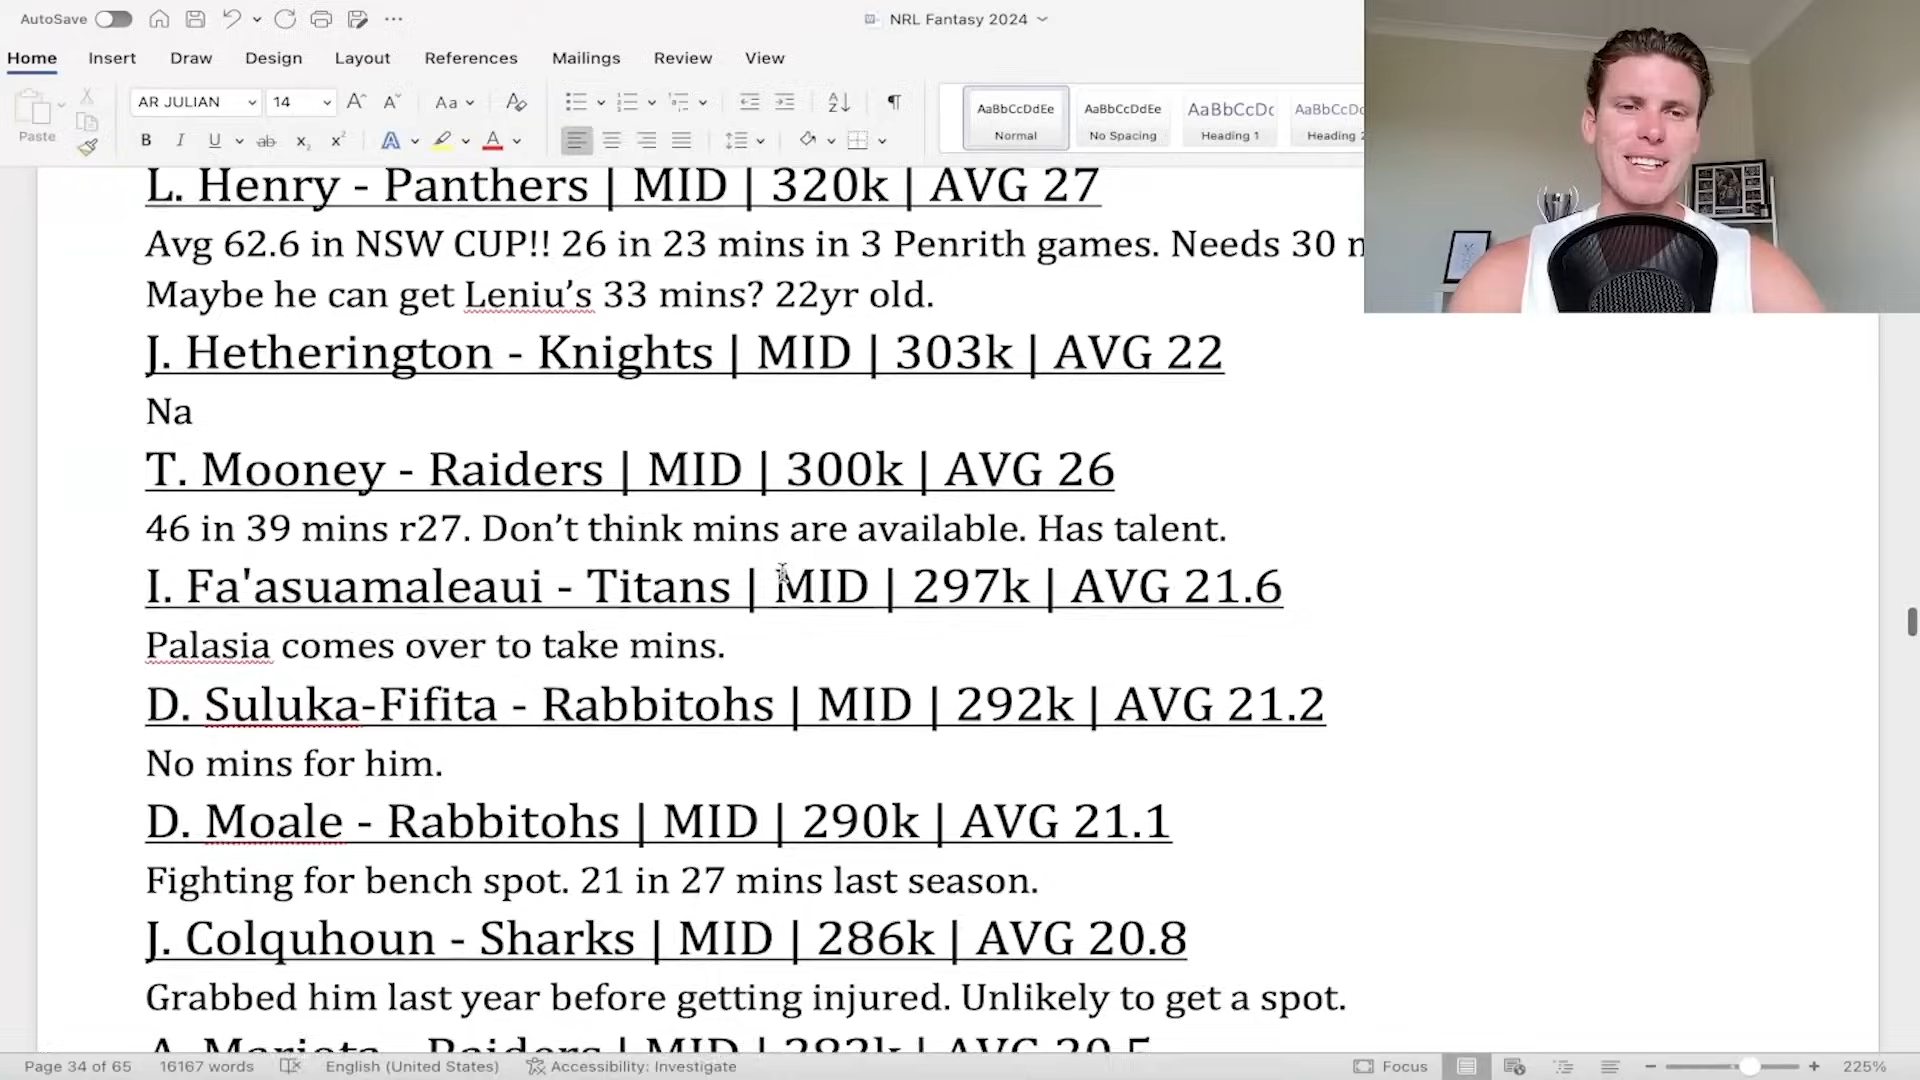 AutoSave
NRL Fantasy 2024
Home Insert Draw Design Layout References Mailings Review View
Paste
AR JULIAN 14
AaBbCcDdEe AaBbCcDdEe AaBbCcDc AaBbCcDdE
Normal No Spacing Heading 1 Heading 2
L. Henry - Panthers | MID | 320k | AVG 27
Avg 62.6 in NSW CUP!! 26 in 23 mins in 3 Penrith games. Needs 30
Maybe he can get Leniu’s 33 mins? 22yr old.
J. Hetherington - Knights | MID | 303k | AVG 22
Na
T. Mooney - Raiders | MID | 300k | AVG 26
46 in 39 mins r27. Don’t think mins are available. Has talent.
I. Fa'asuamaleaui - Titans | MID | 297k | AVG 21.6
Palasia comes over to take mins.
D. Suluka-Fifita - Rabbitohs | MID | 292k | AVG 21.2
No mins for him.
D. Moale - Rabbitohs | MID | 290k | AVG 21.1
Fighting for bench spot. 21 in 27 mins last season.
J. Colquhoun - Sharks | MID | 286k | AVG 20.8
Grabbed him last year before getting injured. Unlikely to get a spot.
Raiders | MID | AVG 20.5
Page 34 of 65 16167 words English (United States) Accessibility: Investigate Focus 225%